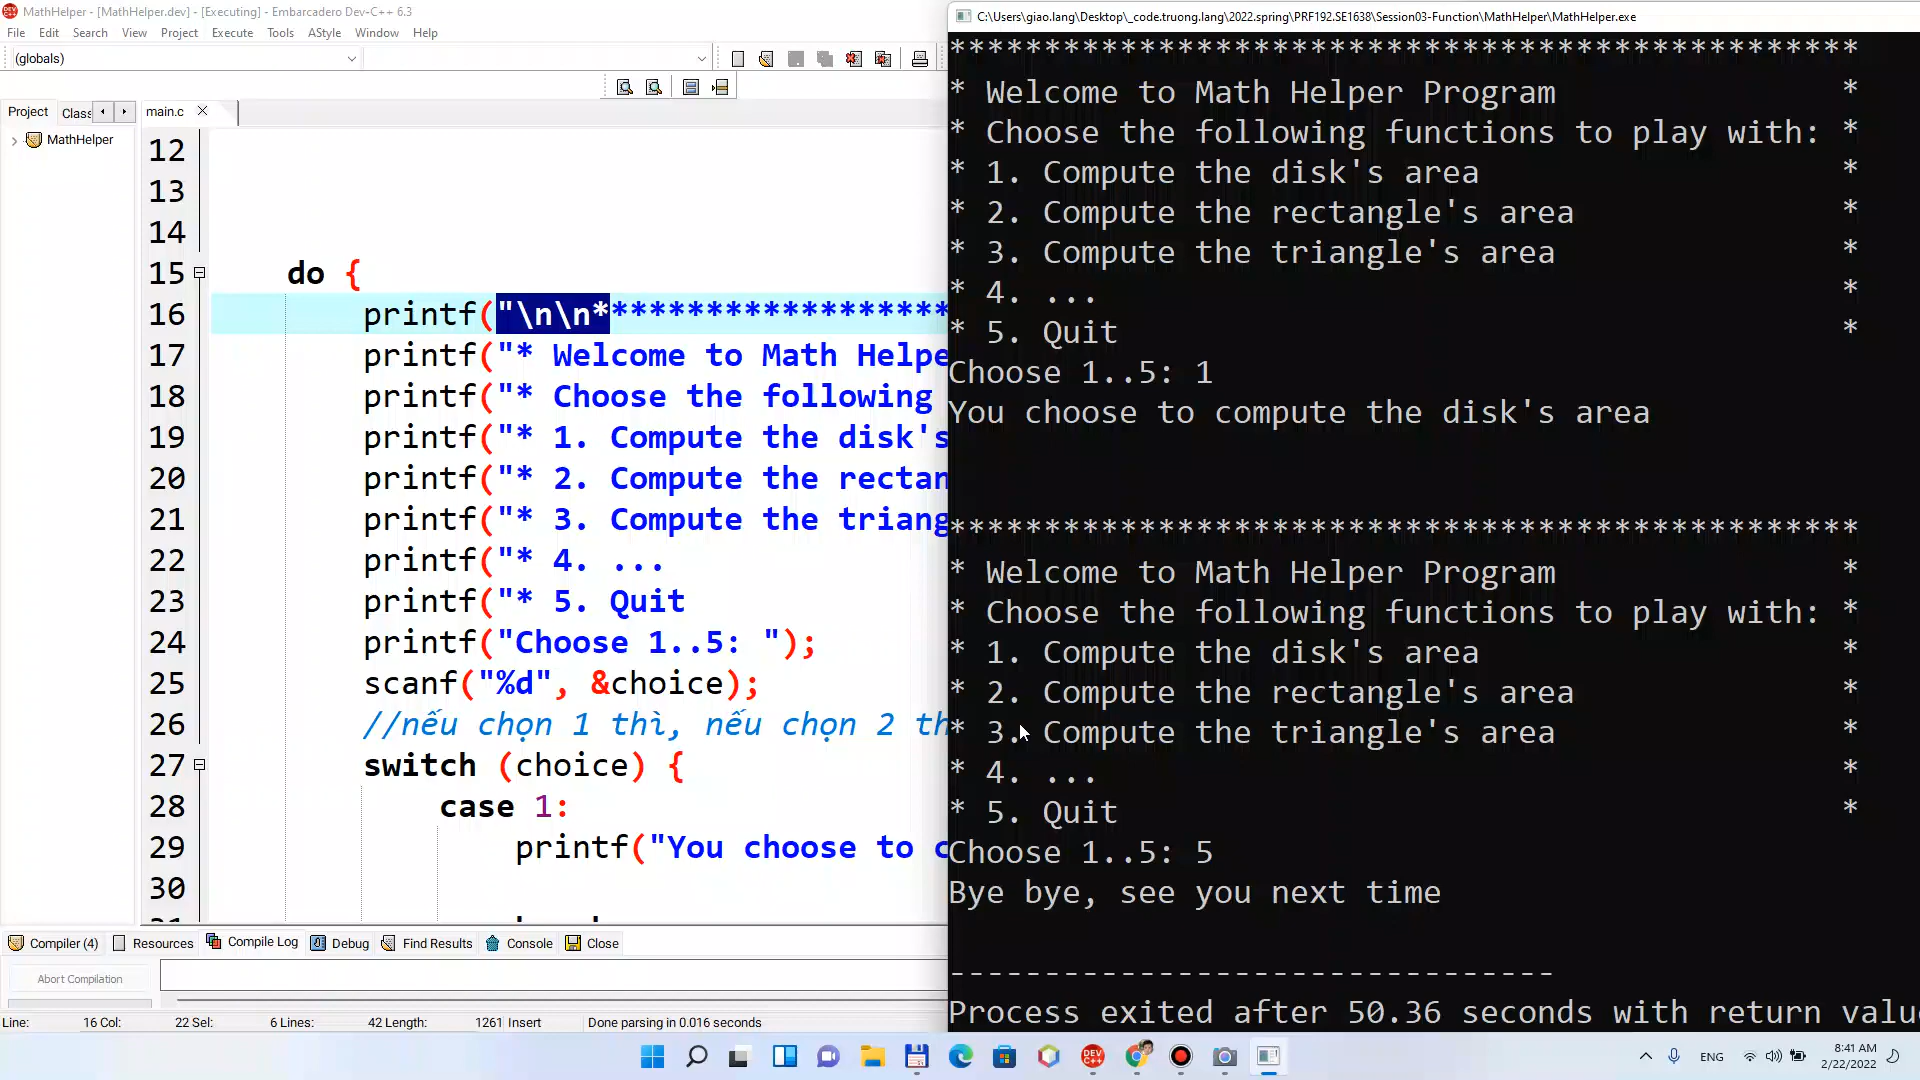 MathHelper - [MathHelper.dev] - [Executing] - Embarcadero Dev-C++ 6.3
File Edit Search View Project Execute Tools AStyle Window Help
(globals)
Project Class main.c
MathHelper
12
13
14
15 do {
16 printf("\n\n*******************
17 printf("* Welcome to Math Helpe
18 printf("* Choose the following
19 printf("* 1. Compute the disk's
20 printf("* 2. Compute the rectan
21 printf("* 3. Compute the triang
22 printf("* 4. ...
23 printf("* 5. Quit
24 printf("Choose 1..5: ");
25 scanf("%d", &choice);
26 //nếu chọn 1 thì, nếu chọn 2 th
27 switch (choice) {
28 case 1:
29 printf("You choose to c
30
Compiler (4) Resources Compile Log Debug Find Results Console Close
Abort Compilation
Line: 16 Col: 22 Sel: 6 Lines: 42 Length: 1261 Insert Done parsing in 0.016 seconds
C:\Users\giao.lang\Desktop\_code.truong.lang\2022.spring\PRF192.SE1638\Session03-Function\MathHelper\MathHelper.exe
************************************************
* Welcome to Math Helper Program *
* Choose the following functions to play with: *
* 1. Compute the disk's area *
* 2. Compute the rectangle's area *
* 3. Compute the triangle's area *
* 4. ... *
* 5. Quit *
Choose 1..5: 1
You choose to compute the disk's area
************************************************
* Welcome to Math Helper Program *
* Choose the following functions to play with: *
* 1. Compute the disk's area *
* 2. Compute the rectangle's area *
* 3. Compute the triangle's area *
* 4. ... *
* 5. Quit *
Choose 1..5: 5
Bye bye, see you next time
--------------------------------
Process exited after 50.36 seconds with return valu
DEV C++
ENG
8:41 AM
2/22/2022